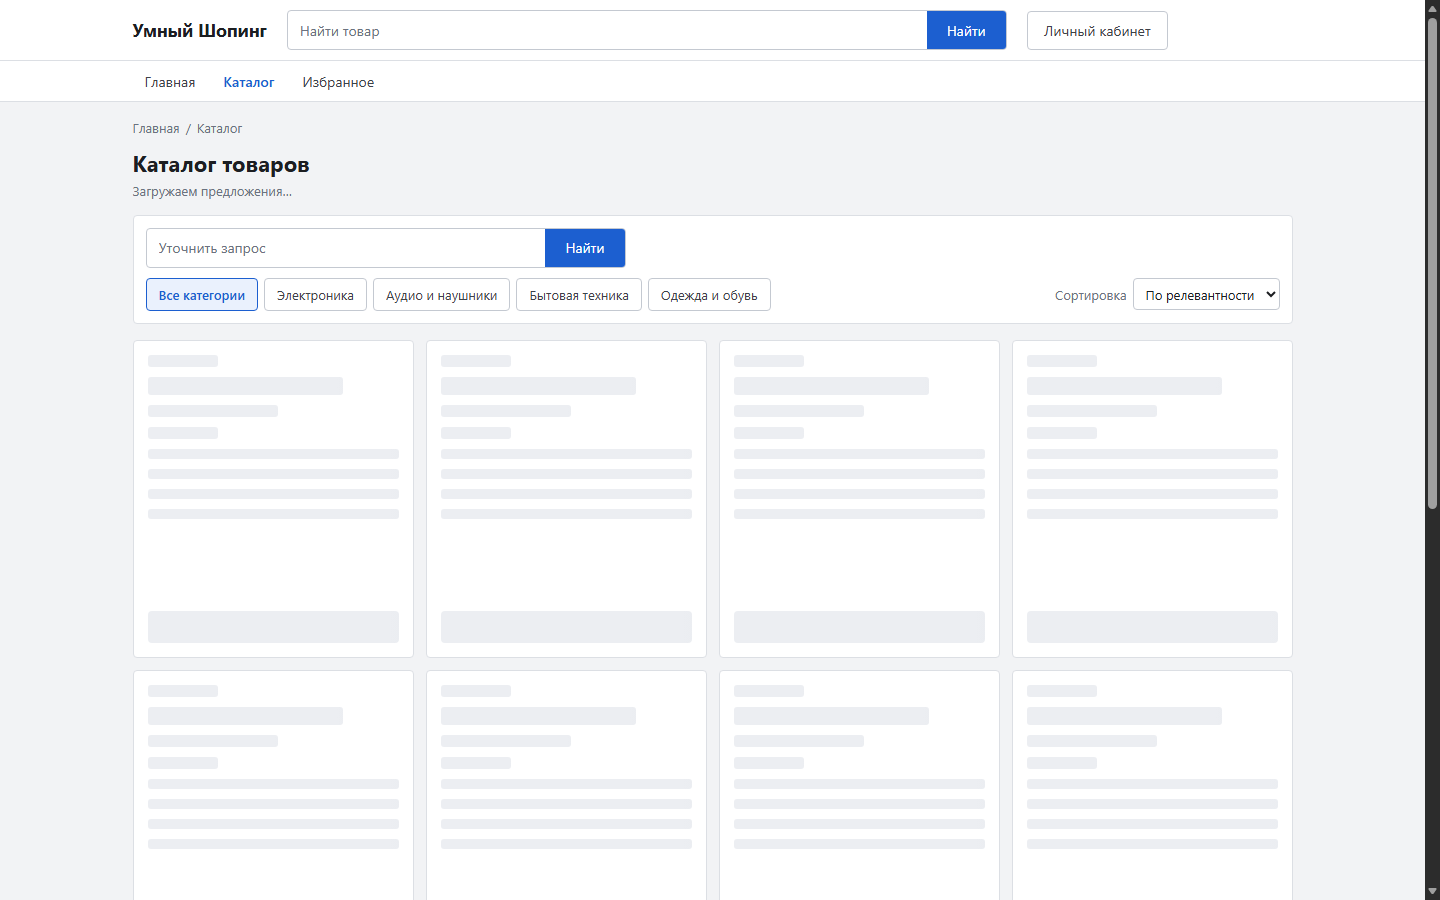 Умный Шопинг
Найти товар
Найти
Личный кабинет
Главная
Каталог
Избранное
Главная / Каталог
Каталог товаров
Загружаем предложения...
Уточнить запрос
Найти
Все категории
Электроника
Аудио и наушники
Бытовая техника
Одежда и обувь
Сортировка
По релевантности